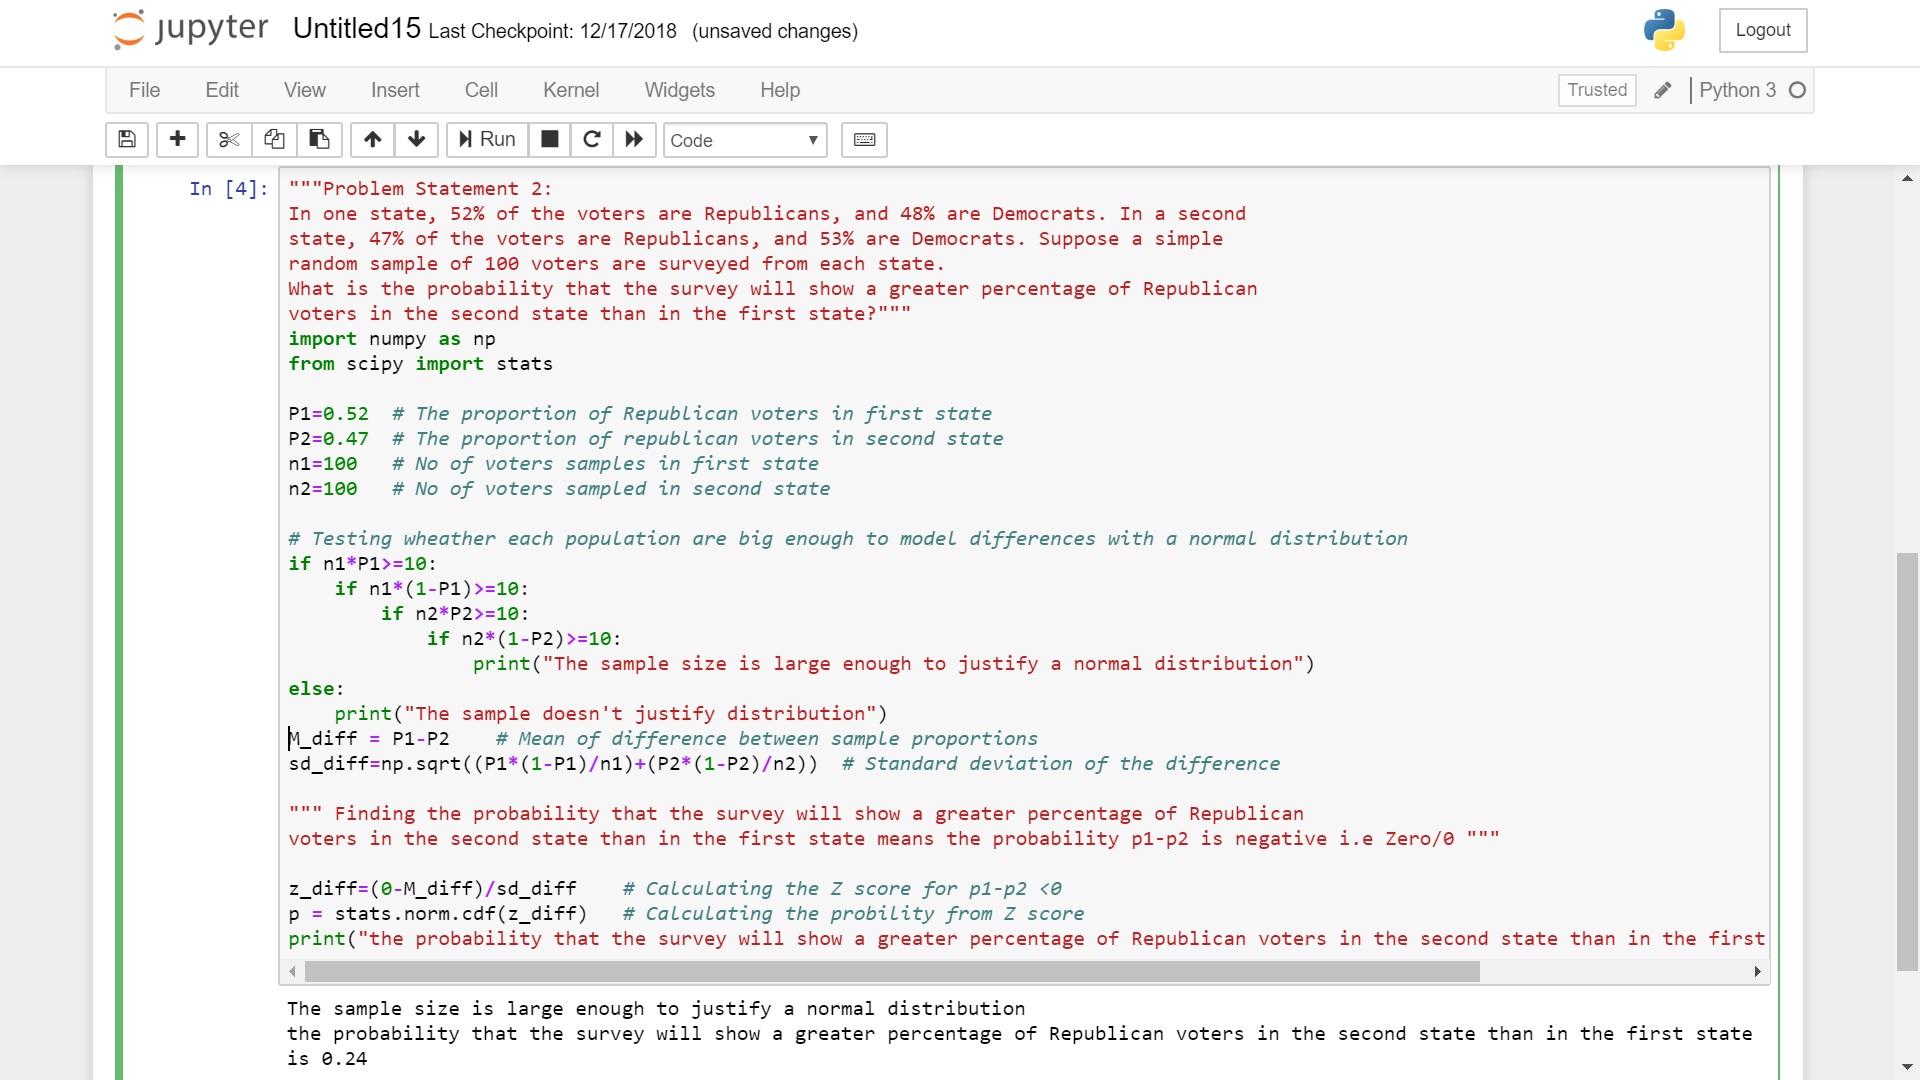 jupyter Untitled15 Last Checkpoint: 12/17/2018 (unsaved changes) Logout
File Edit View Insert Cell Kernel Widgets Help Trusted Python 3
Run Code
In [4]: """Problem Statement 2:
In one state, 52% of the voters are Republicans, and 48% are Democrats. In a second
state, 47% of the voters are Republicans, and 53% are Democrats. Suppose a simple
random sample of 100 voters are surveyed from each state.
What is the probability that the survey will show a greater percentage of Republican
voters in the second state than in the first state?"""
import numpy as np
from scipy import stats
P1=0.52  # The proportion of Republican voters in first state
P2=0.47  # The proportion of republican voters in second state
n1=100   # No of voters samples in first state
n2=100   # No of voters sampled in second state
# Testing wheather each population are big enough to model differences with a normal distribution
if n1*P1>=10:
    if n1*(1-P1)>=10:
        if n2*P2>=10:
            if n2*(1-P2)>=10:
                print("The sample size is large enough to justify a normal distribution")
else:
    print("The sample doesn't justify distribution")
M_diff = P1-P2    # Mean of difference between sample proportions
sd_diff=np.sqrt((P1*(1-P1)/n1)+(P2*(1-P2)/n2))  # Standard deviation of the difference
""" Finding the probability that the survey will show a greater percentage of Republican
voters in the second state than in the first state means the probability p1-p2 is negative i.e Zero/0 """
z_diff=(0-M_diff)/sd_diff    # Calculating the Z score for p1-p2 <0
p = stats.norm.cdf(z_diff)   # Calculating the probility from Z score
print("the probability that the survey will show a greater percentage of Republican voters in the second state than in the first
The sample size is large enough to justify a normal distribution
the probability that the survey will show a greater percentage of Republican voters in the second state than in the first state
is 0.24